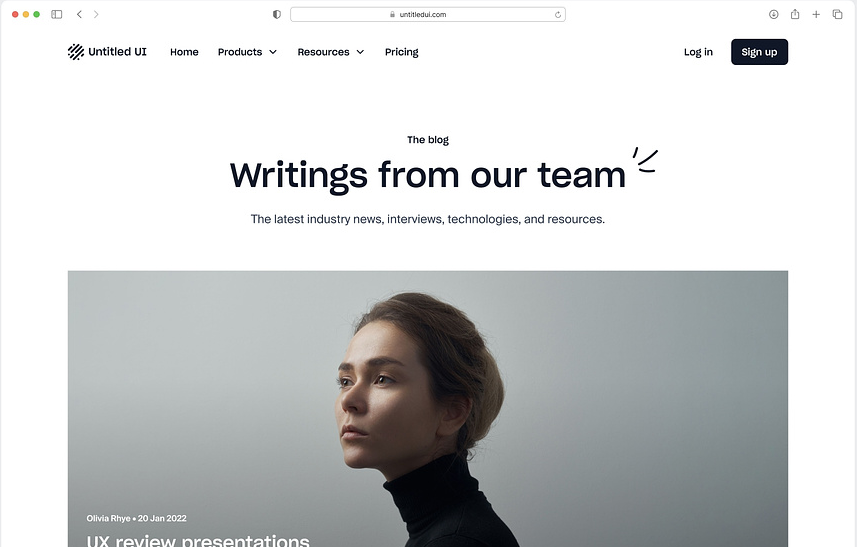 untitledui.com
Untitled UI Home Products Resources Pricing Log in Sign up
The blog
Writings from our team
The latest industry news, interviews, technologies, and resources.
Olivia Rhye • 20 Jan 2022
UX review presentations